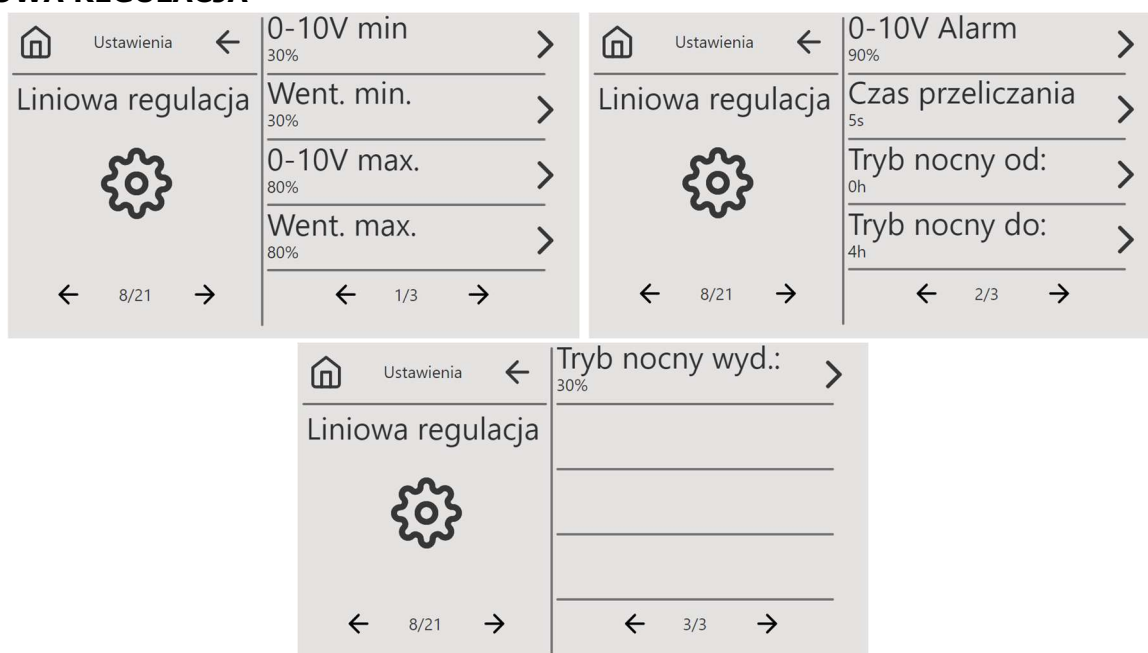 OWA REGULACJA
Ustawienia
Liniowa regulacja
8/21
0-10V min
30%
Went. min.
30%
0-10V max.
80%
Went. max.
80%
1/3
Ustawienia
Liniowa regulacja
8/21
0-10V Alarm
90%
Czas przeliczania
5s
Tryb nocny od:
0h
Tryb nocny do:
4h
2/3
Ustawienia
Liniowa regulacja
8/21
Tryb nocny wyd.:
30%
3/3